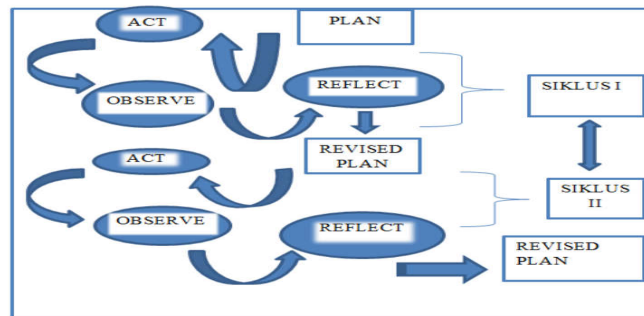 ACT
PLAN
OBSERVE
REFLECT
SIKLUS I
ACT
REVISED
PLAN
SIKLUS
II
OBSERVE
REFLECT
REVISED
PLAN